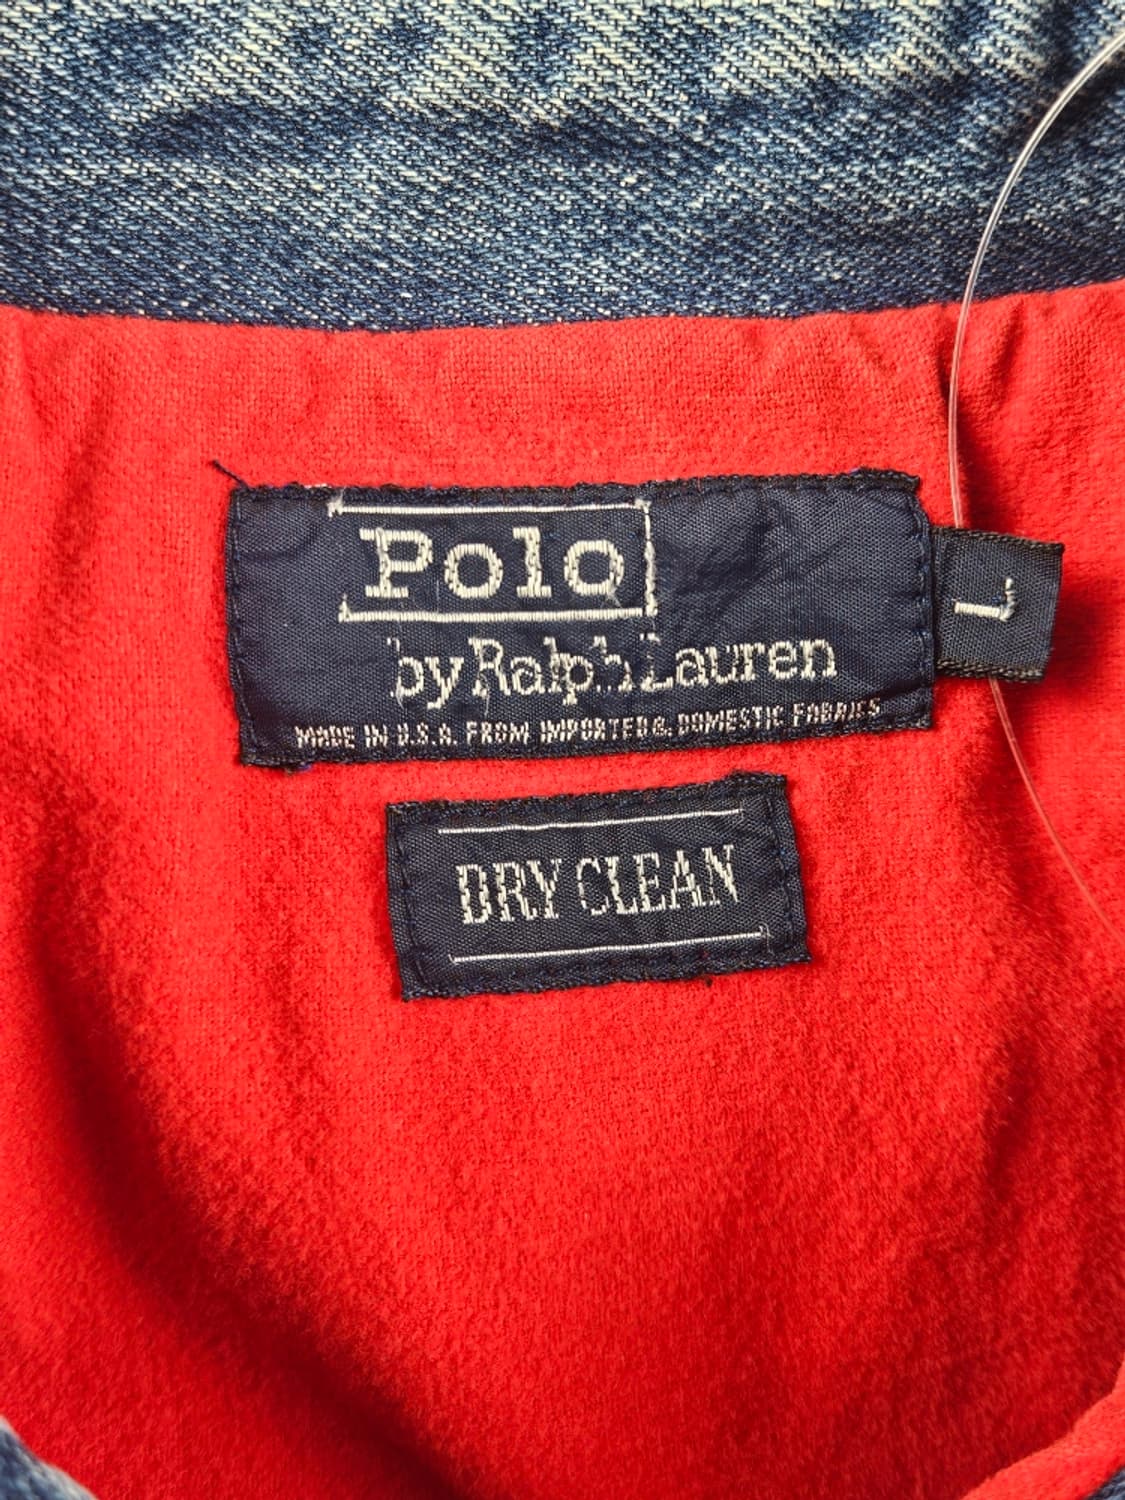 Polo
by Ralph Lauren
MADE IN U.S.A. FROM IMPORTED & DOMESTIC FABRICS
L
DRY CLEAN